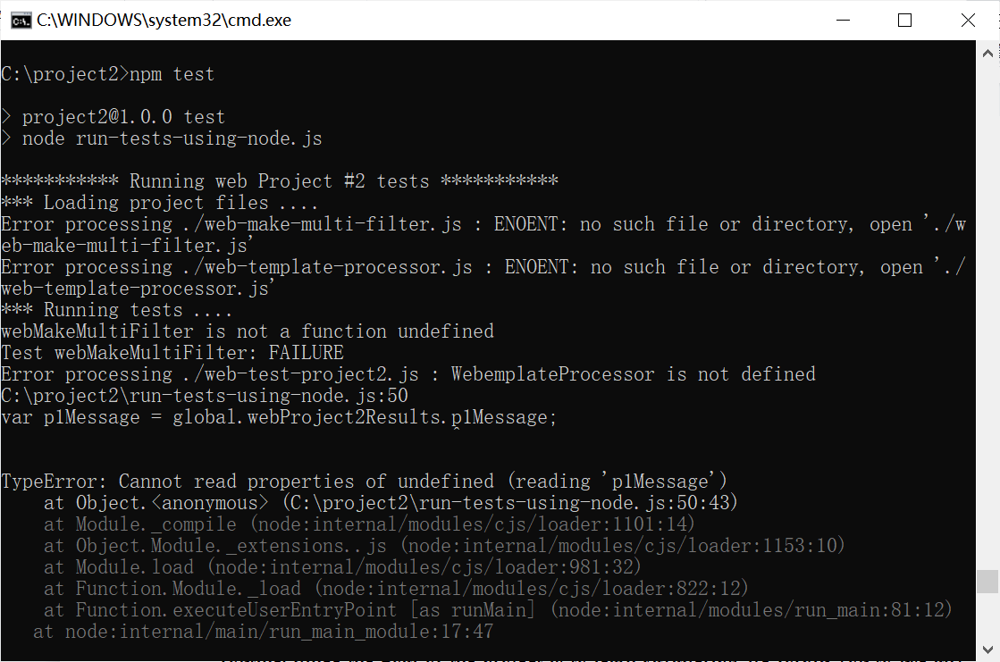 C:\WINDOWS\system32\cmd.exe
C:\project2>npm test
> project2@1.0.0 test
> node run-tests-using-node.js
*********** Running web Project #2 tests ***********
*** Loading project files ....
Error processing ./web-make-multi-filter.js : ENOENT: no such file or directory, open './w
eb-make-multi-filter.js'
Error processing ./web-template-processor.js : ENOENT: no such file or directory, open './
web-template-processor.js'
*** Running tests ....
webMakeMultiFilter is not a function undefined
Test webMakeMultiFilter: FAILURE
Error processing ./web-test-project2.js : WebemplateProcessor is not defined
C:\project2\run-tests-using-node.js:50
var p1Message = global.webProject2Results.p1Message;
^
TypeError: Cannot read properties of undefined (reading 'p1Message')
at Object.<anonymous> (C:\project2\run-tests-using-node.js:50:43)
at Module._compile (node:internal/modules/cjs/loader:1101:14)
at Object.Module._extensions..js (node:internal/modules/cjs/loader:1153:10)
at Module.load (node:internal/modules/cjs/loader:981:32)
at Function.Module._load (node:internal/modules/cjs/loader:822:12)
at Function.executeUserEntryPoint [as runMain] (node:internal/modules/run_main:81:12)
at node:internal/main/run_main_module:17:47